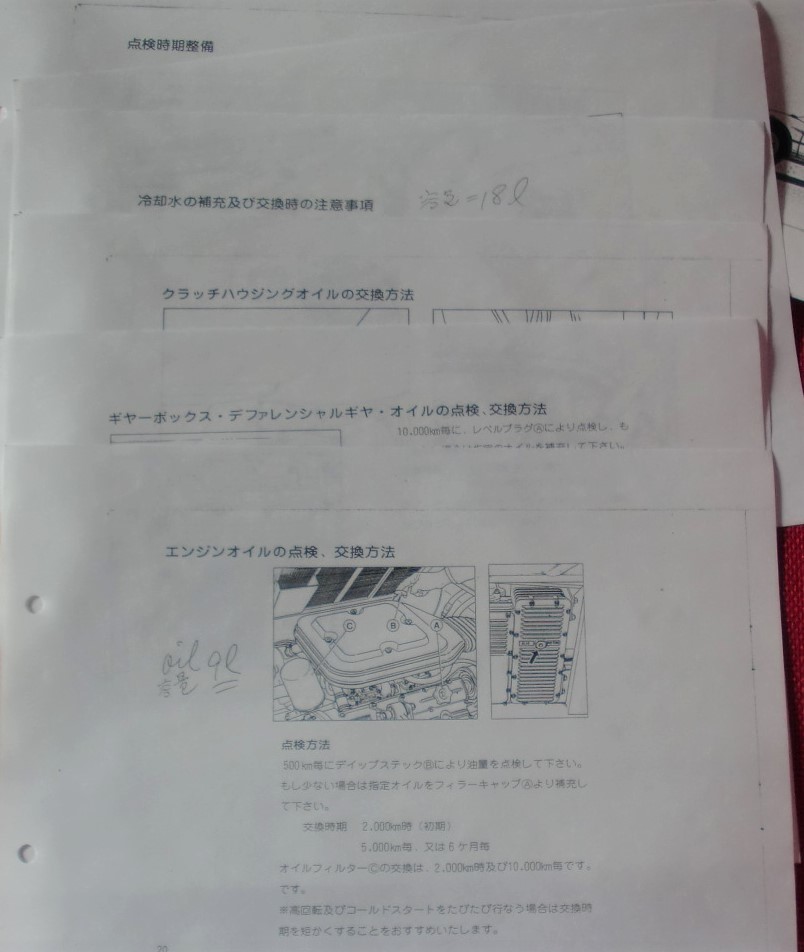 点検時期整備
冷却水の補充及び交換時の注意事項 容量=18ℓ
クラッチハウジングオイルの交換方法
ギヤーボックス・デファレンシャルギヤ・オイルの点検、交換方法
10.000km毎に、レベルプラグⒶにより点検し、も
のオイルを補充して下さい。
エンジンオイルの点検、交換方法
Ⓒ Ⓑ Ⓐ
oil 9ℓ
容量
点検方法
500km毎にデイップステックⒷにより油量を点検して下さい。
もし少ない場合は指定オイルをフィラーキャップⒶより補充し
て下さい。
交換時期 2.000km時(初期)
5.000km毎、又は6ケ月毎
オイルフィルターⒸの交換は、2.000km時及び10.000km毎です。
です。
※高回転及びコールドスタートをたびたび行なう場合は交換時
期を短かくすることをおすすめいたします。
20